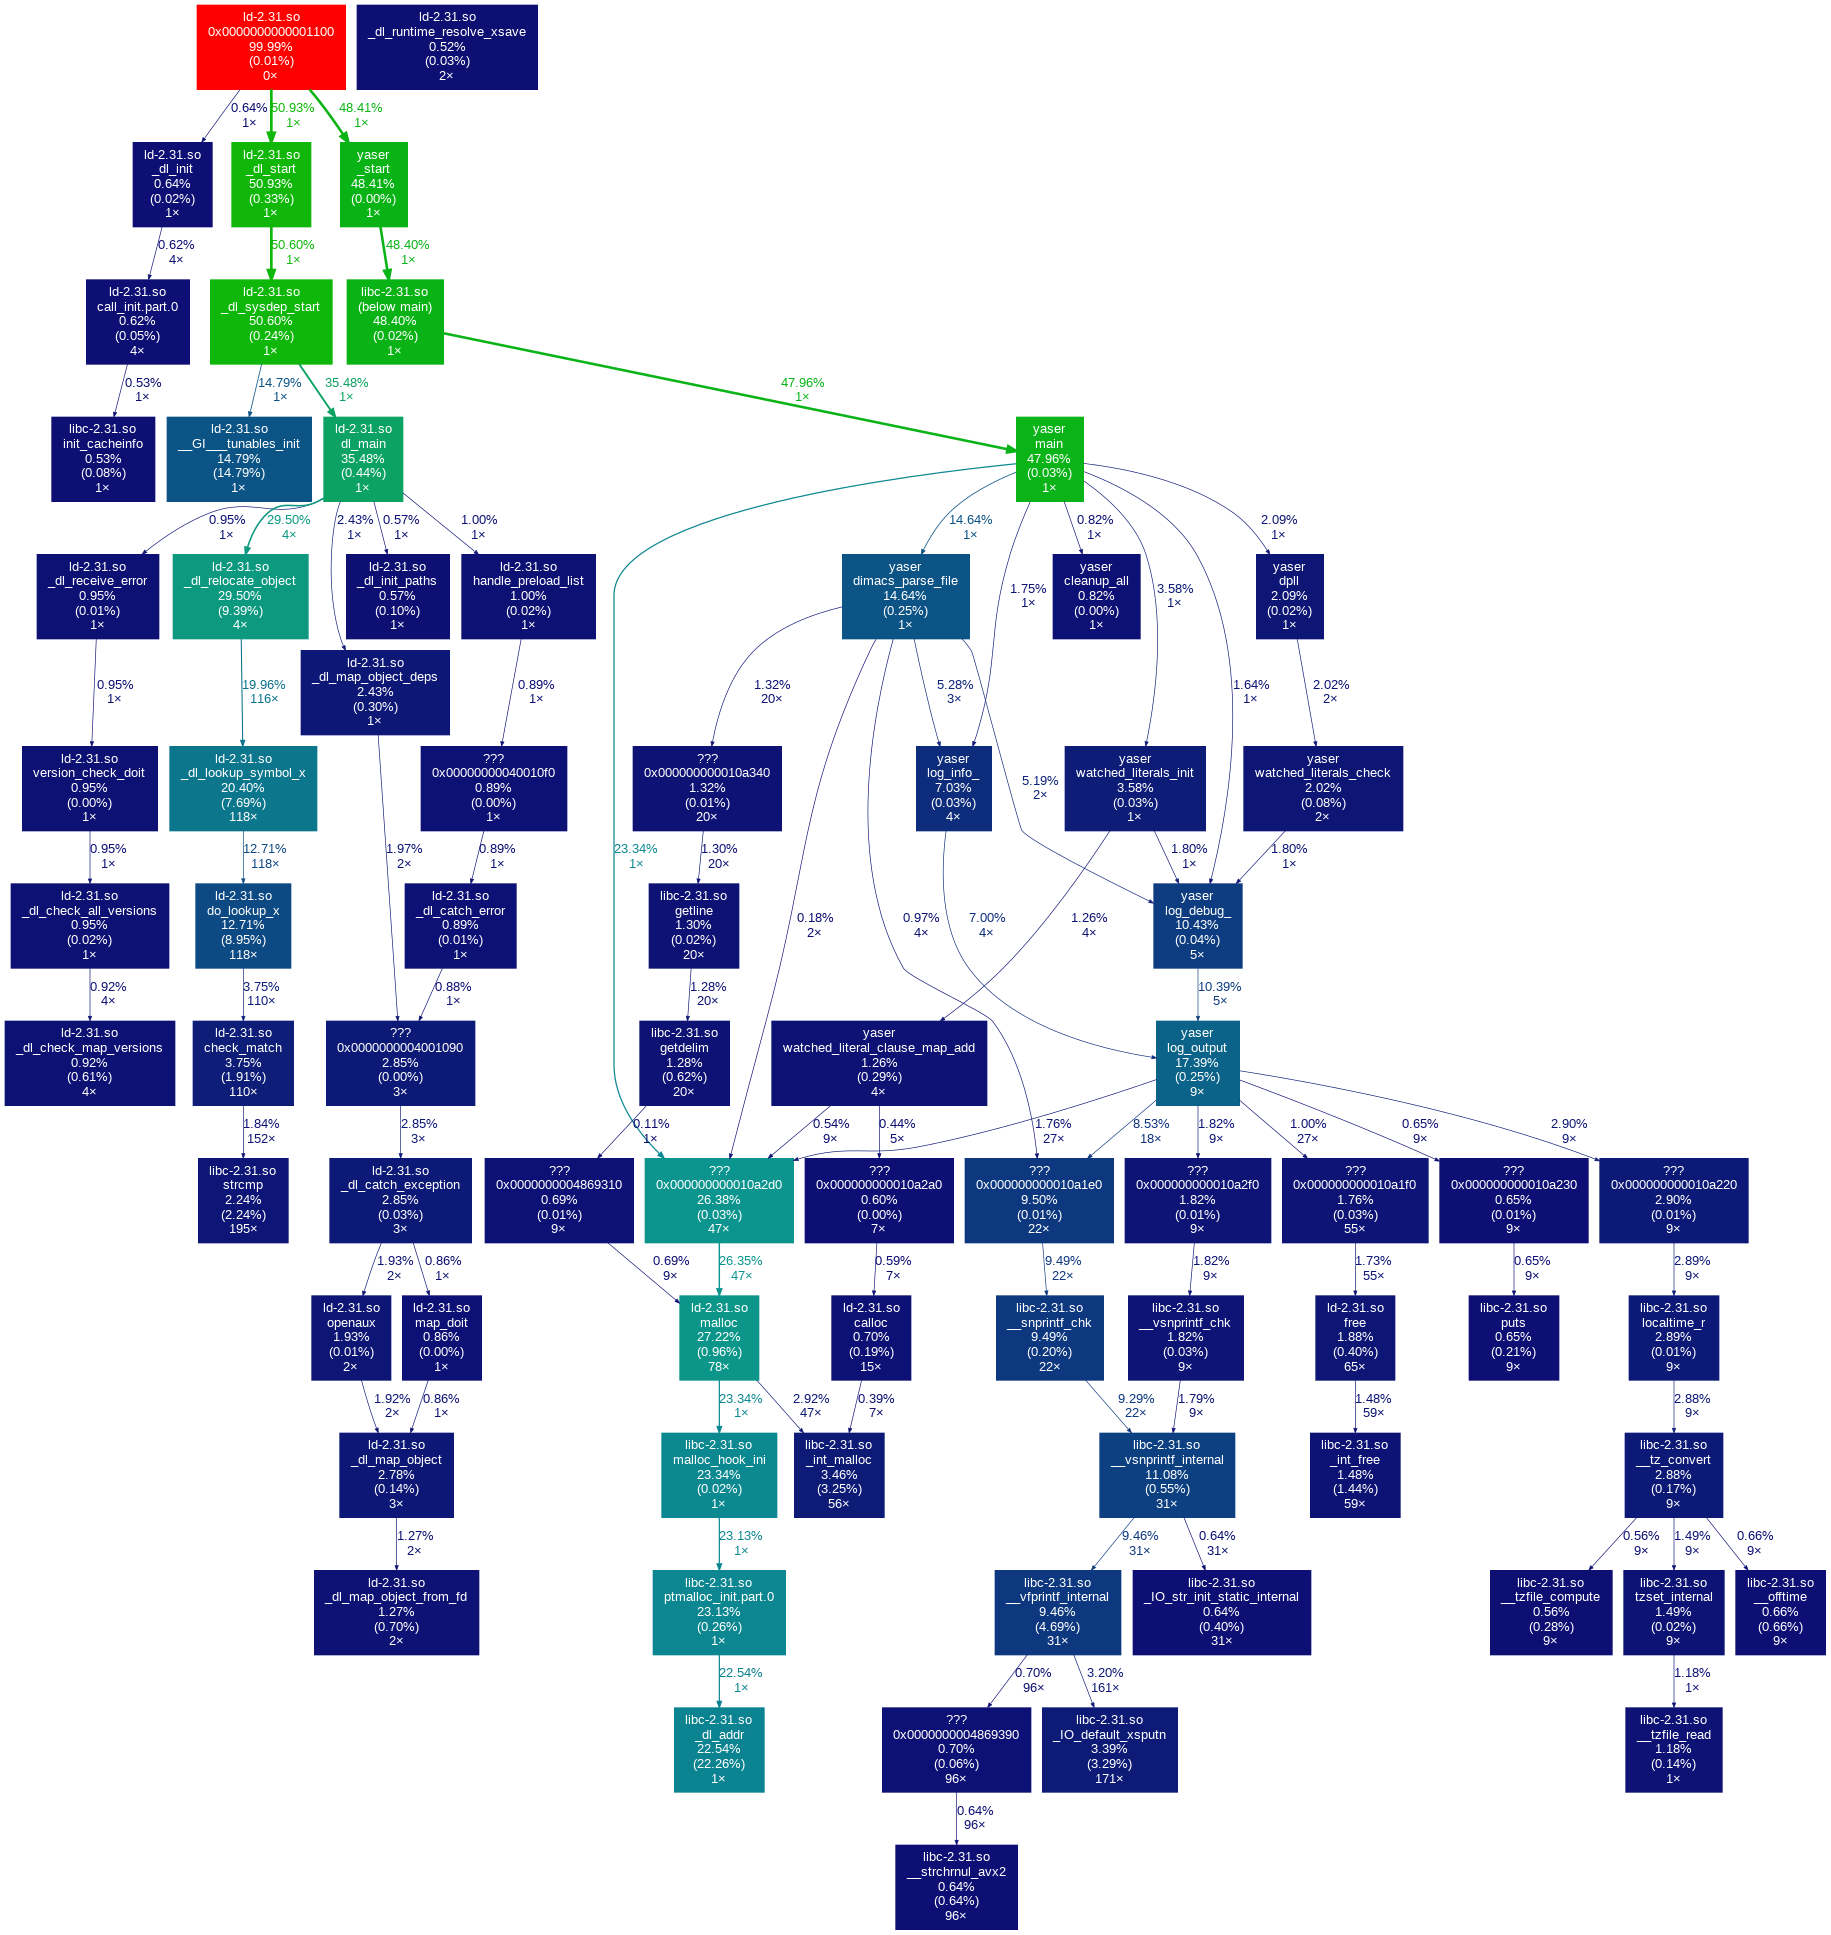 ld-2.31.so
0x0000000000001100
99.99%
(0.01%)
0×
ld-2.31.so
_dl_runtime_resolve_xsave
0.52%
(0.03%)
2×
0.64%
1×
50.93%
1×
48.41%
1×
ld-2.31.so
_dl_init
0.64%
(0.02%)
1×
ld-2.31.so
_dl_start
50.93%
(0.33%)
1×
yaser
_start
48.41%
(0.00%)
1×
0.62%
4×
50.60%
1×
48.40%
1×
ld-2.31.so
call_init.part.0
0.62%
(0.05%)
4×
ld-2.31.so
_dl_sysdep_start
50.60%
(0.24%)
1×
libc-2.31.so
(below main)
48.40%
(0.02%)
1×
0.53%
1×
14.79%
1×
35.48%
1×
47.96%
1×
libc-2.31.so
init_cacheinfo
0.53%
(0.08%)
1×
ld-2.31.so
__GI___tunables_init
14.79%
(14.79%)
1×
ld-2.31.so
dl_main
35.48%
(0.44%)
1×
yaser
main
47.96%
(0.03%)
1×
0.95%
1×
29.50%
4×
2.43%
1×
0.57%
1×
1.00%
1×
14.64%
1×
0.82%
1×
2.09%
1×
ld-2.31.so
_dl_receive_error
0.95%
(0.01%)
1×
ld-2.31.so
_dl_relocate_object
29.50%
(9.39%)
4×
ld-2.31.so
_dl_init_paths
0.57%
(0.10%)
1×
ld-2.31.so
handle_preload_list
1.00%
(0.02%)
1×
yaser
dimacs_parse_file
14.64%
(0.25%)
1×
1.75%
1×
yaser
cleanup_all
0.82%
(0.00%)
1×
3.58%
1×
yaser
dpll
2.09%
(0.02%)
1×
0.95%
1×
19.96%
116×
ld-2.31.so
_dl_map_object_deps
2.43%
(0.30%)
1×
0.89%
1×
1.32%
20×
5.28%
3×
1.64%
1×
2.02%
2×
ld-2.31.so
version_check_doit
0.95%
(0.00%)
1×
ld-2.31.so
_dl_lookup_symbol_x
20.40%
(7.69%)
118×
???
0x00000000040010f0
0.89%
(0.00%)
1×
???
0x000000000010a340
1.32%
(0.01%)
20×
yaser
log_info_
7.03%
(0.03%)
4×
5.19%
2×
yaser
watched_literals_init
3.58%
(0.03%)
1×
yaser
watched_literals_check
2.02%
(0.08%)
2×
0.95%
1×
12.71%
118×
1.97%
2×
0.89%
1×
23.34%
1×
1.30%
20×
1.80%
1×
1.80%
1×
ld-2.31.so
_dl_check_all_versions
0.95%
(0.02%)
1×
ld-2.31.so
do_lookup_x
12.71%
(8.95%)
118×
ld-2.31.so
_dl_catch_error
0.89%
(0.01%)
1×
libc-2.31.so
getline
1.30%
(0.02%)
20×
0.18%
2×
0.97%
4×
7.00%
4×
1.26%
4×
yaser
log_debug_
10.43%
(0.04%)
5×
0.92%
4×
3.75%
110×
0.88%
1×
1.28%
20×
10.39%
5×
ld-2.31.so
_dl_check_map_versions
0.92%
(0.61%)
4×
ld-2.31.so
check_match
3.75%
(1.91%)
110×
???
0x0000000004001090
2.85%
(0.00%)
3×
libc-2.31.so
getdelim
1.28%
(0.62%)
20×
yaser
watched_literal_clause_map_add
1.26%
(0.29%)
4×
yaser
log_output
17.39%
(0.25%)
9×
1.84%
152×
2.85%
3×
0.11%
1×
0.54%
9×
0.44%
5×
1.76%
27×
8.53%
18×
1.82%
9×
1.00%
27×
0.65%
9×
2.90%
9×
libc-2.31.so
strcmp
2.24%
(2.24%)
195×
ld-2.31.so
_dl_catch_exception
2.85%
(0.03%)
3×
???
0x0000000004869310
0.69%
(0.01%)
9×
???
0x000000000010a2d0
26.38%
(0.03%)
47×
???
0x000000000010a2a0
0.60%
(0.00%)
7×
???
0x000000000010a1e0
9.50%
(0.01%)
22×
???
0x000000000010a2f0
1.82%
(0.01%)
9×
???
0x000000000010a1f0
1.76%
(0.03%)
55×
???
0x000000000010a230
0.65%
(0.01%)
9×
???
0x000000000010a220
2.90%
(0.01%)
9×
1.93%
2×
0.86%
1×
0.69%
9×
26.35%
47×
0.59%
7×
9.49%
22×
1.82%
9×
1.73%
55×
0.65%
9×
2.89%
9×
ld-2.31.so
openaux
1.93%
(0.01%)
2×
ld-2.31.so
map_doit
0.86%
(0.00%)
1×
ld-2.31.so
malloc
27.22%
(0.96%)
78×
ld-2.31.so
calloc
0.70%
(0.19%)
15×
libc-2.31.so
__snprintf_chk
9.49%
(0.20%)
22×
libc-2.31.so
__vsnprintf_chk
1.82%
(0.03%)
9×
ld-2.31.so
free
1.88%
(0.40%)
65×
libc-2.31.so
puts
0.65%
(0.21%)
9×
libc-2.31.so
localtime_r
2.89%
(0.01%)
9×
1.92%
2×
0.86%
1×
23.34%
1×
2.92%
47×
0.39%
7×
9.29%
22×
1.79%
9×
1.48%
59×
2.88%
9×
ld-2.31.so
_dl_map_object
2.78%
(0.14%)
3×
libc-2.31.so
malloc_hook_ini
23.34%
(0.02%)
1×
libc-2.31.so
_int_malloc
3.46%
(3.25%)
56×
libc-2.31.so
__vsnprintf_internal
11.08%
(0.55%)
31×
libc-2.31.so
_int_free
1.48%
(1.44%)
59×
libc-2.31.so
__tz_convert
2.88%
(0.17%)
9×
1.27%
2×
23.13%
1×
9.46%
31×
0.64%
31×
0.56%
9×
1.49%
9×
0.66%
9×
ld-2.31.so
_dl_map_object_from_fd
1.27%
(0.70%)
2×
libc-2.31.so
ptmalloc_init.part.0
23.13%
(0.26%)
1×
libc-2.31.so
__vfprintf_internal
9.46%
(4.69%)
31×
libc-2.31.so
_IO_str_init_static_internal
0.64%
(0.40%)
31×
libc-2.31.so
__tzfile_compute
0.56%
(0.28%)
9×
libc-2.31.so
tzset_internal
1.49%
(0.02%)
9×
libc-2.31.so
__offtime
0.66%
(0.66%)
9×
22.54%
1×
0.70%
96×
3.20%
161×
1.18%
1×
libc-2.31.so
_dl_addr
22.54%
(22.26%)
1×
???
0x0000000004869390
0.70%
(0.06%)
96×
libc-2.31.so
_IO_default_xsputn
3.39%
(3.29%)
171×
libc-2.31.so
__tzfile_read
1.18%
(0.14%)
1×
0.64%
96×
libc-2.31.so
__strchrnul_avx2
0.64%
(0.64%)
96×